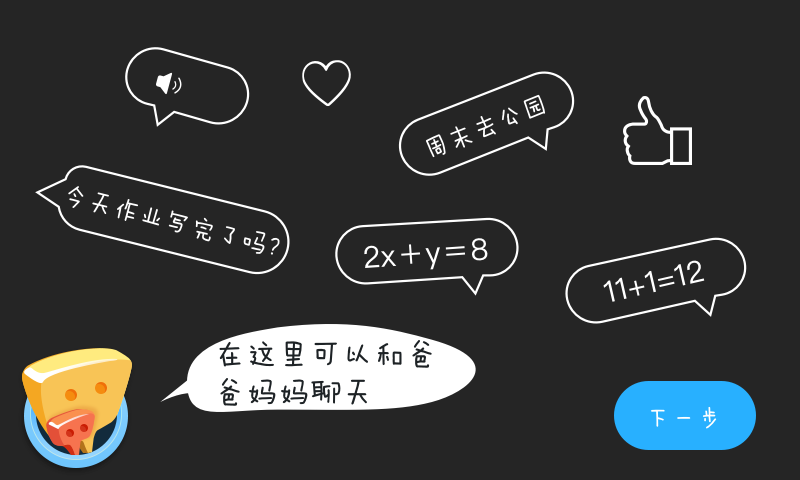 周末去公园
今天作业写完了吗?
2x+y=8
11+1=12
在这里可以和爸
爸妈妈聊天
下一步